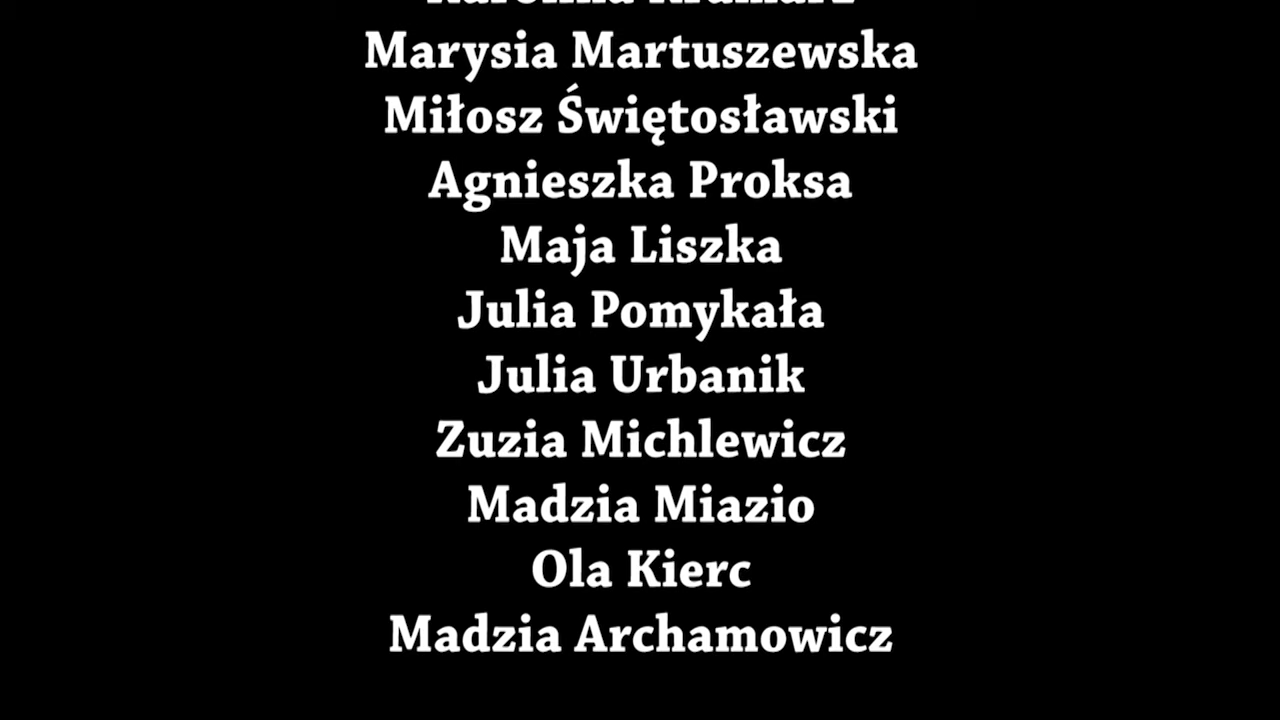 Marysia Martuszewska
Miłosz Świętosławski
Agnieszka Proksa
Maja Liszka
Julia Pomykała
Julia Urbanik
Zuzia Michlewicz
Madzia Miazio
Ola Kierc
Madzia Archamowicz